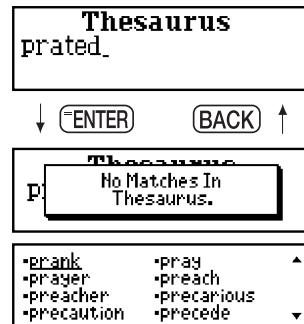 Thesaurus
prated_
=ENTER BACK
Thesaurus
No Matches In
Thesaurus.
•prank •pray
•prayer •preach
•preacher •precarious
•precaution •precede